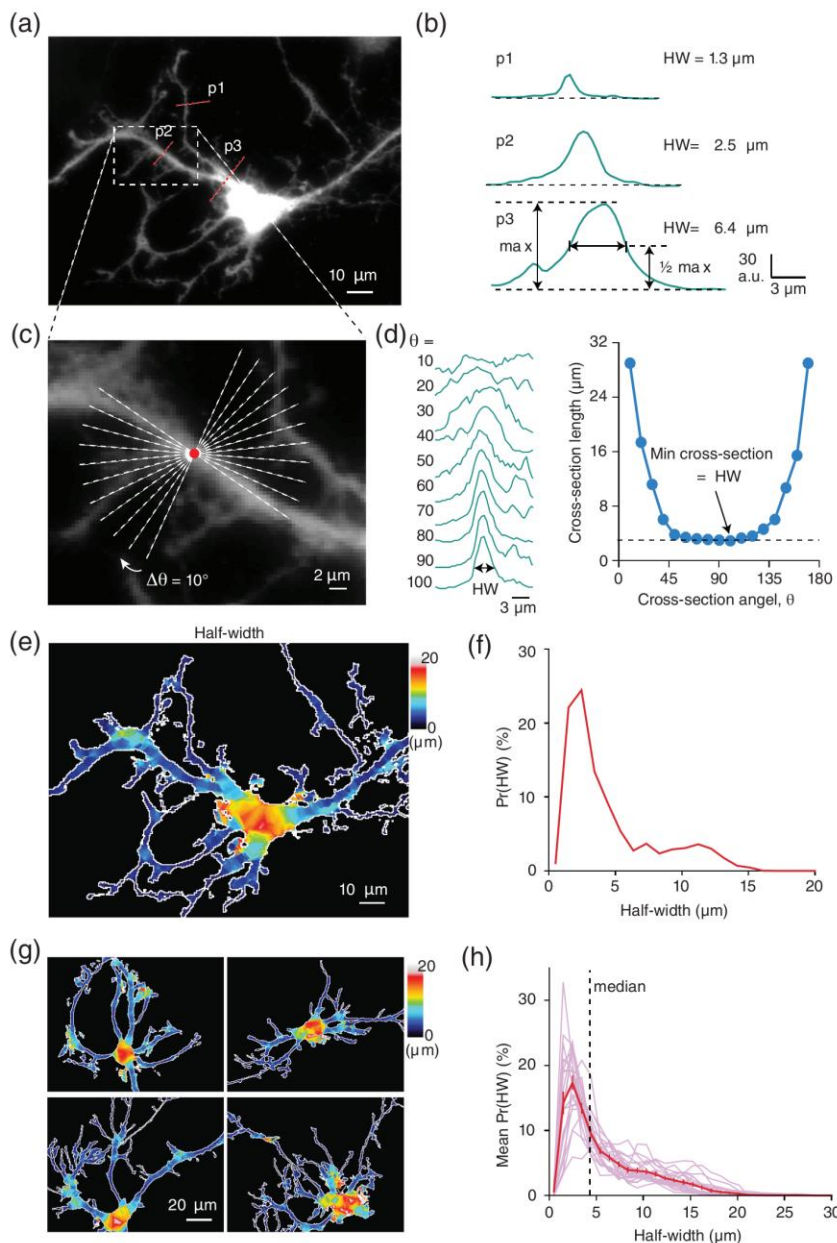 (a)
p1
p2
p3
10 µm
(b)
p1
HW = 1.3 µm
p2
HW= 2.5 µm
p3
HW= 6.4 µm
max
½ max
30
a.u.
3 µm
(c)
Δθ = 10°
2 µm
(d)
θ =
10
20
30
40
50
60
70
80
90
100
HW
3 µm
Cross-section length (µm)
32
24
16
8
0
Min cross-section
= HW
0 45 90 135 180
Cross-section angel, θ
(e)
Half-width
20
0
(µm)
10 µm
(f)
Pr(HW) (%)
30
20
10
0
0 5 10 15 20
Half-width (µm)
(g)
20
0
(µm)
20 µm
(h)
Mean Pr(HW) (%)
30
20
10
0
median
0 5 10 15 20 25 30
Half-width (µm)